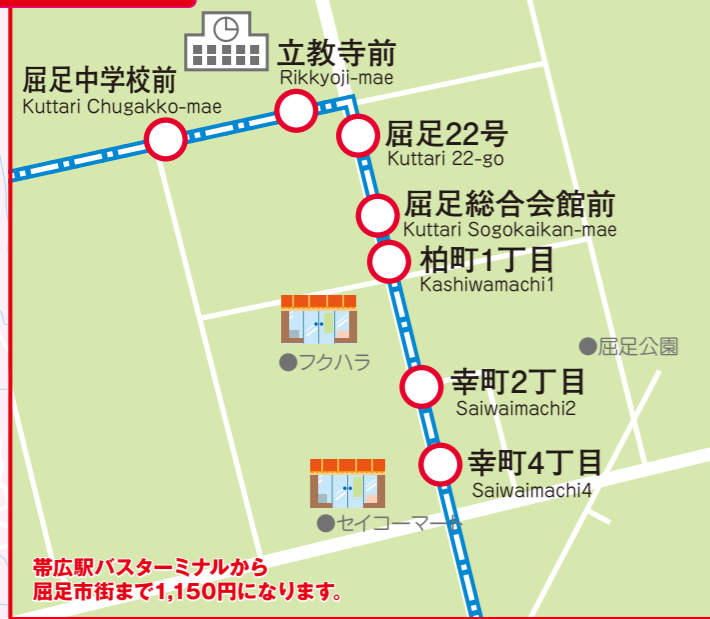 立教寺前
Rikkyoji-mae
屈足中学校前
Kuttari Chugakko-mae
屈足22号
Kuttari 22-go
屈足総合会館前
Kuttari Sogokaikan-mae
柏町1丁目
Kashiwamachi1
●フクハラ
●屈足公園
幸町2丁目
Saiwaimachi2
幸町4丁目
Saiwaimachi4
●セイコーマート
帯広駅バスターミナルから
屈足市街まで1,150円になります。